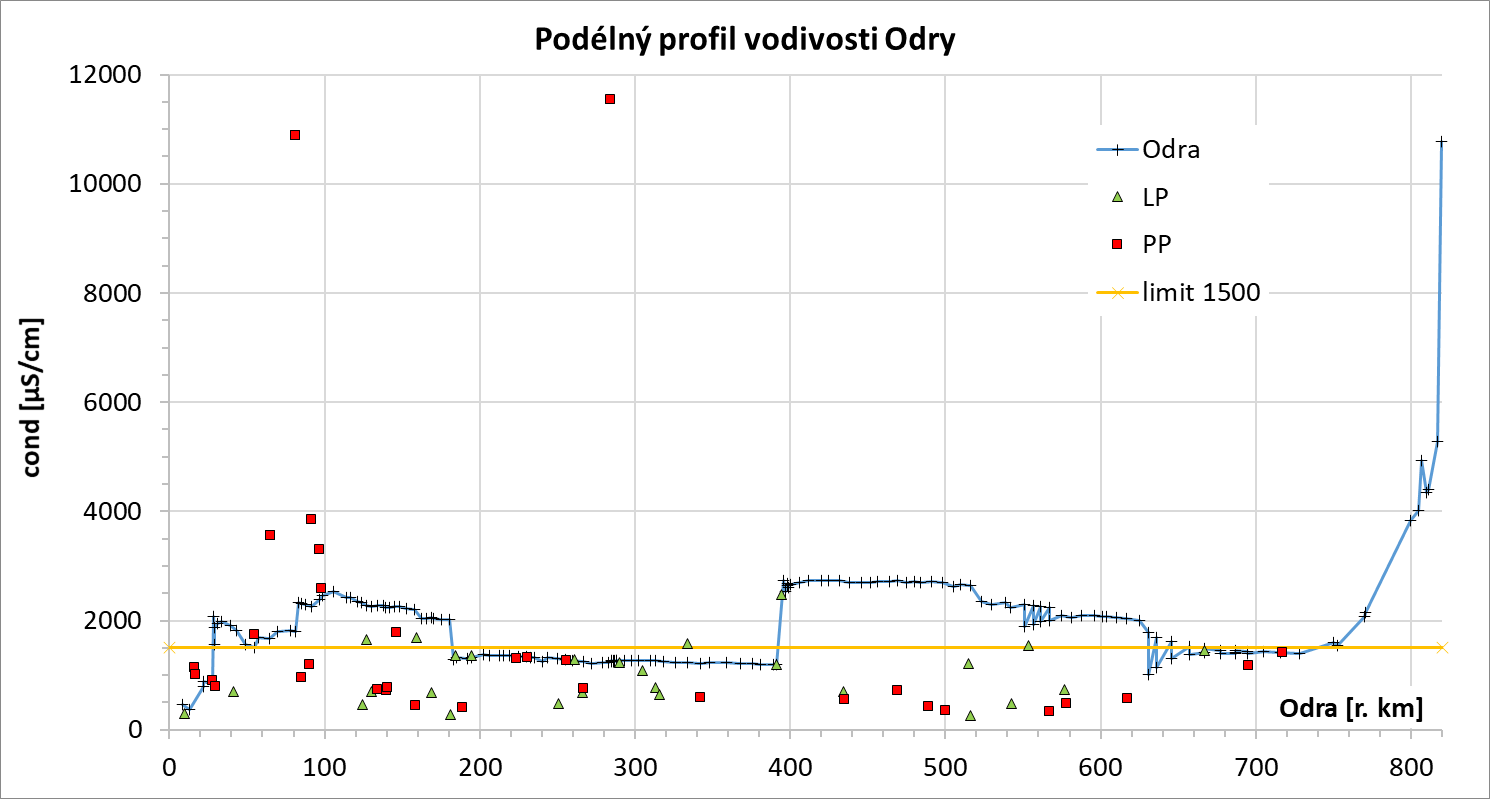 Podélný profil vodivosti Odry
12000
10000
8000
6000
4000
2000
0
cond [µS/cm]
Odra
LP
PP
limit 1500
Odra [r. km]
0 100 200 300 400 500 600 700 800